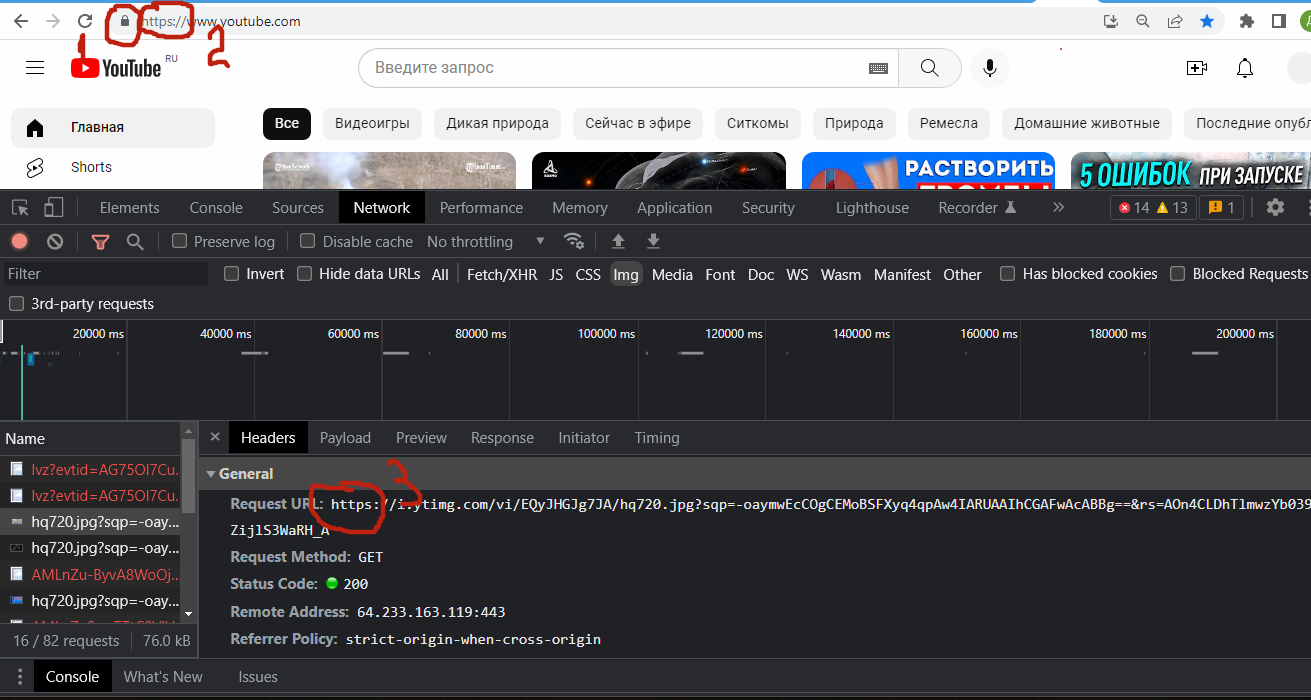 https://www.youtube.com
1
2
YouTube RU
Введите запрос
Главная
Все
Видеоигры
Дикая природа
Сейчас в эфире
Ситкомы
Природа
Ремесла
Домашние животные
Последние опубл
Shorts
РАСТВОРИТЬ
5 ОШИБОК ПРИ ЗАПУСКЕ
Elements Console Sources Network Performance Memory Application Security Lighthouse Recorder 14 13 1
Preserve log Disable cache No throttling
Filter Invert Hide data URLs All Fetch/XHR JS CSS Img Media Font Doc WS Wasm Manifest Other Has blocked cookies Blocked Requests
3rd-party requests
20000 ms 40000 ms 60000 ms 80000 ms 100000 ms 120000 ms 140000 ms 160000 ms 180000 ms 200000 ms
Name
Headers Payload Preview Response Initiator Timing
3
lvz?evtid=AG75OI7Cu.
lvz?evtid=AG75OI7Cu.
hq720.jpg?sqp=-oay...
hq720.jpg?sqp=-oay...
AMLnZu-ByvA8WoOj...
hq720.jpg?sqp=-oay...
16 / 82 requests 76.0 kB
General
Request URL: https://i.ytimg.com/vi/EQyJHGJg7JA/hq720.jpg?sqp=-oaymwEcCOgCEMoBSFXyq4qpAw4IARUAAIhCGAFwAcABBg==&rs=AOn4CLDhTlmwzYb039
ZijlS3WaRH_A
Request Method: GET
Status Code: 200
Remote Address: 64.233.163.119:443
Referrer Policy: strict-origin-when-cross-origin
Console What's New Issues